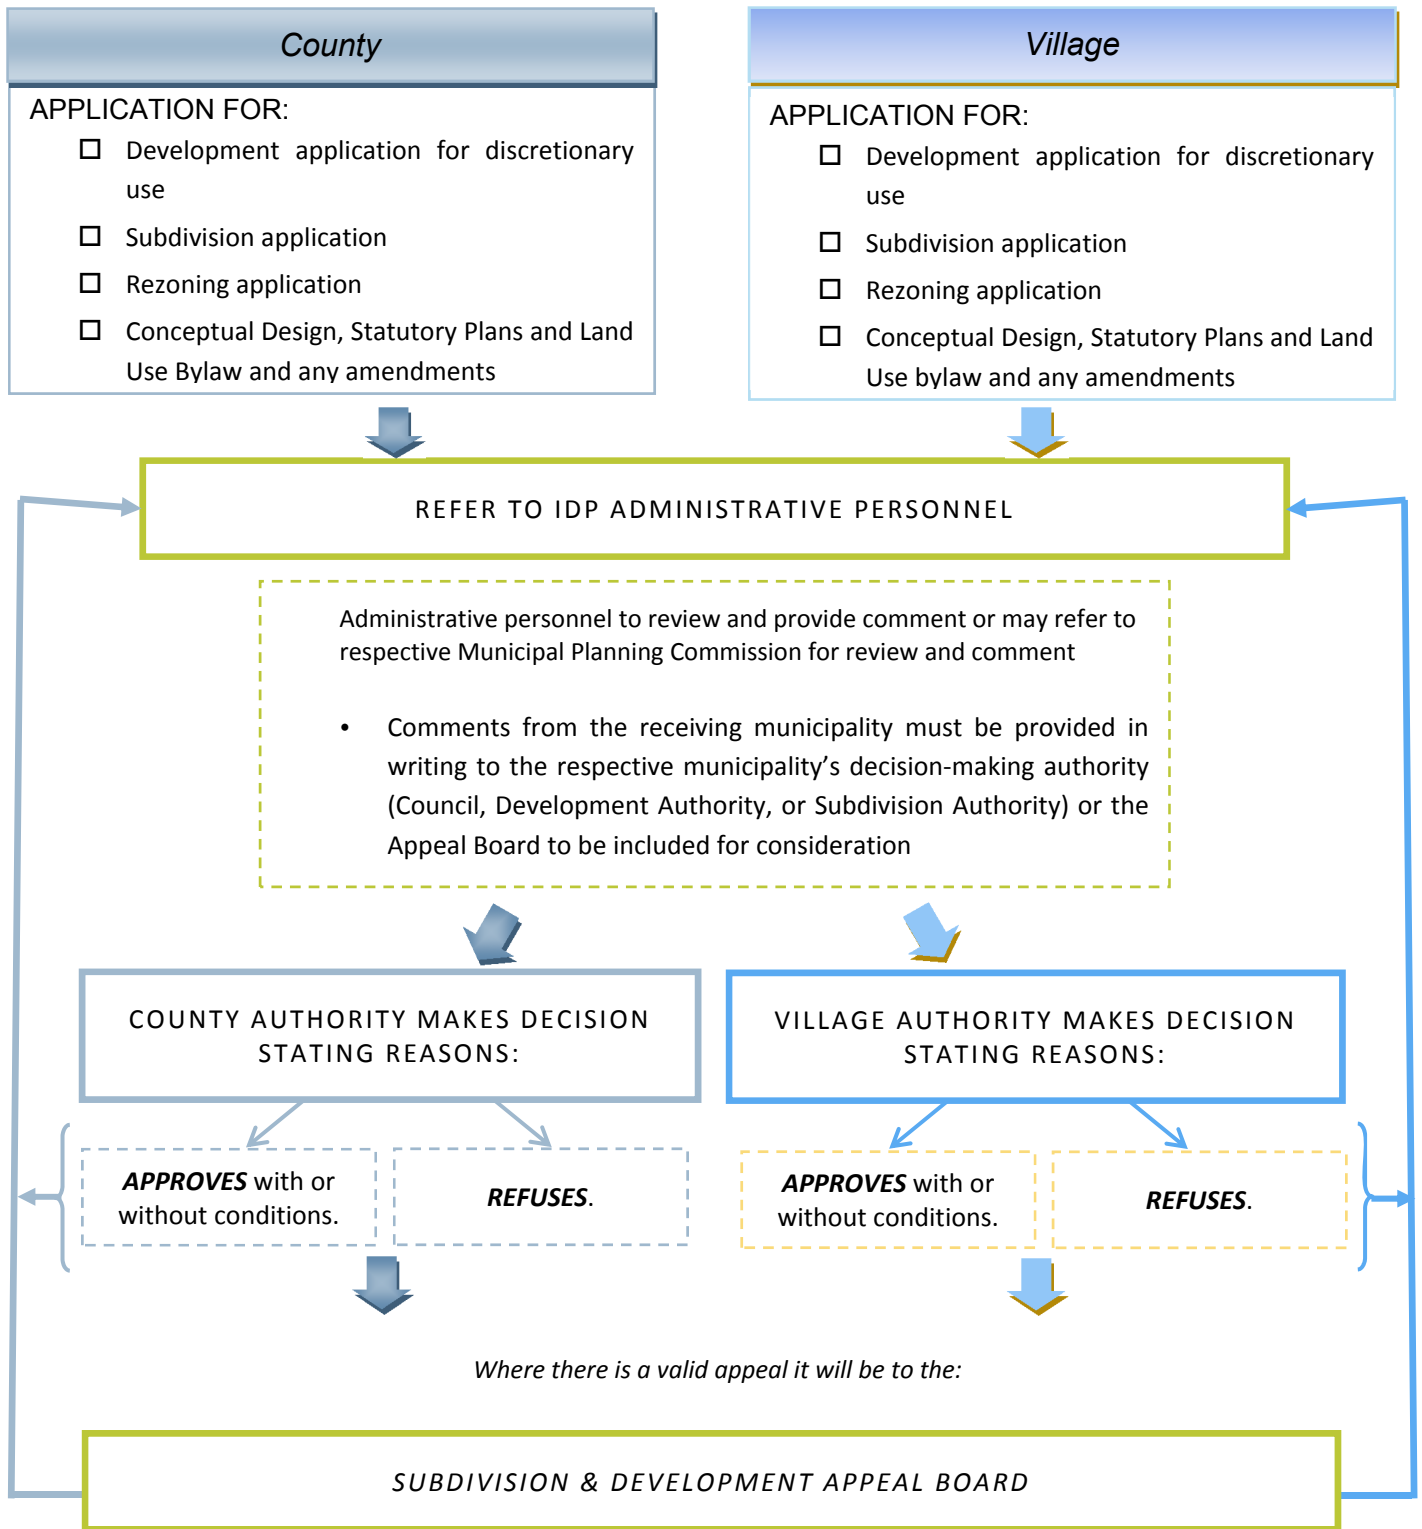 County
APPLICATION FOR:
☐ Development application for discretionary
use
☐ Subdivision application
☐ Rezoning application
☐ Conceptual Design, Statutory Plans and Land
Use Bylaw and any amendments
Village
APPLICATION FOR:
☐ Development application for discretionary
use
☐ Subdivision application
☐ Rezoning application
☐ Conceptual Design, Statutory Plans and Land
Use bylaw and any amendments
REFER TO IDP ADMINISTRATIVE PERSONNEL
Administrative personnel to review and provide comment or may refer to
respective Municipal Planning Commission for review and comment
• Comments from the receiving municipality must be provided in
writing to the respective municipality’s decision-making authority
(Council, Development Authority, or Subdivision Authority) or the
Appeal Board to be included for consideration
COUNTY AUTHORITY MAKES DECISION
STATING REASONS:
APPROVES with or
without conditions.
REFUSES.
VILLAGE AUTHORITY MAKES DECISION
STATING REASONS:
APPROVES with or
without conditions.
REFUSES.
Where there is a valid appeal it will be to the:
SUBDIVISION & DEVELOPMENT APPEAL BOARD